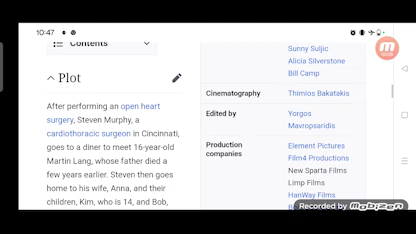 10:47
Contents
Plot
After performing an open heart
surgery, Steven Murphy, a
cardiothoracic surgeon in Cincinnati,
goes to a diner to meet 16-year-old
Martin Lang, whose father died a
few years earlier. Steven then goes
home to his wife, Anna, and their
children, Kim, who is 14, and Bob,
Sunny Suljic
Alicia Silverstone
Bill Camp
Cinematography Thimios Bakatakis
Edited by Yorgos
Mavropsaridis
Production Element Pictures
companies Film4 Productions
New Sparta Films
Limp Films
HanWay Films
Recorded by Mobizen